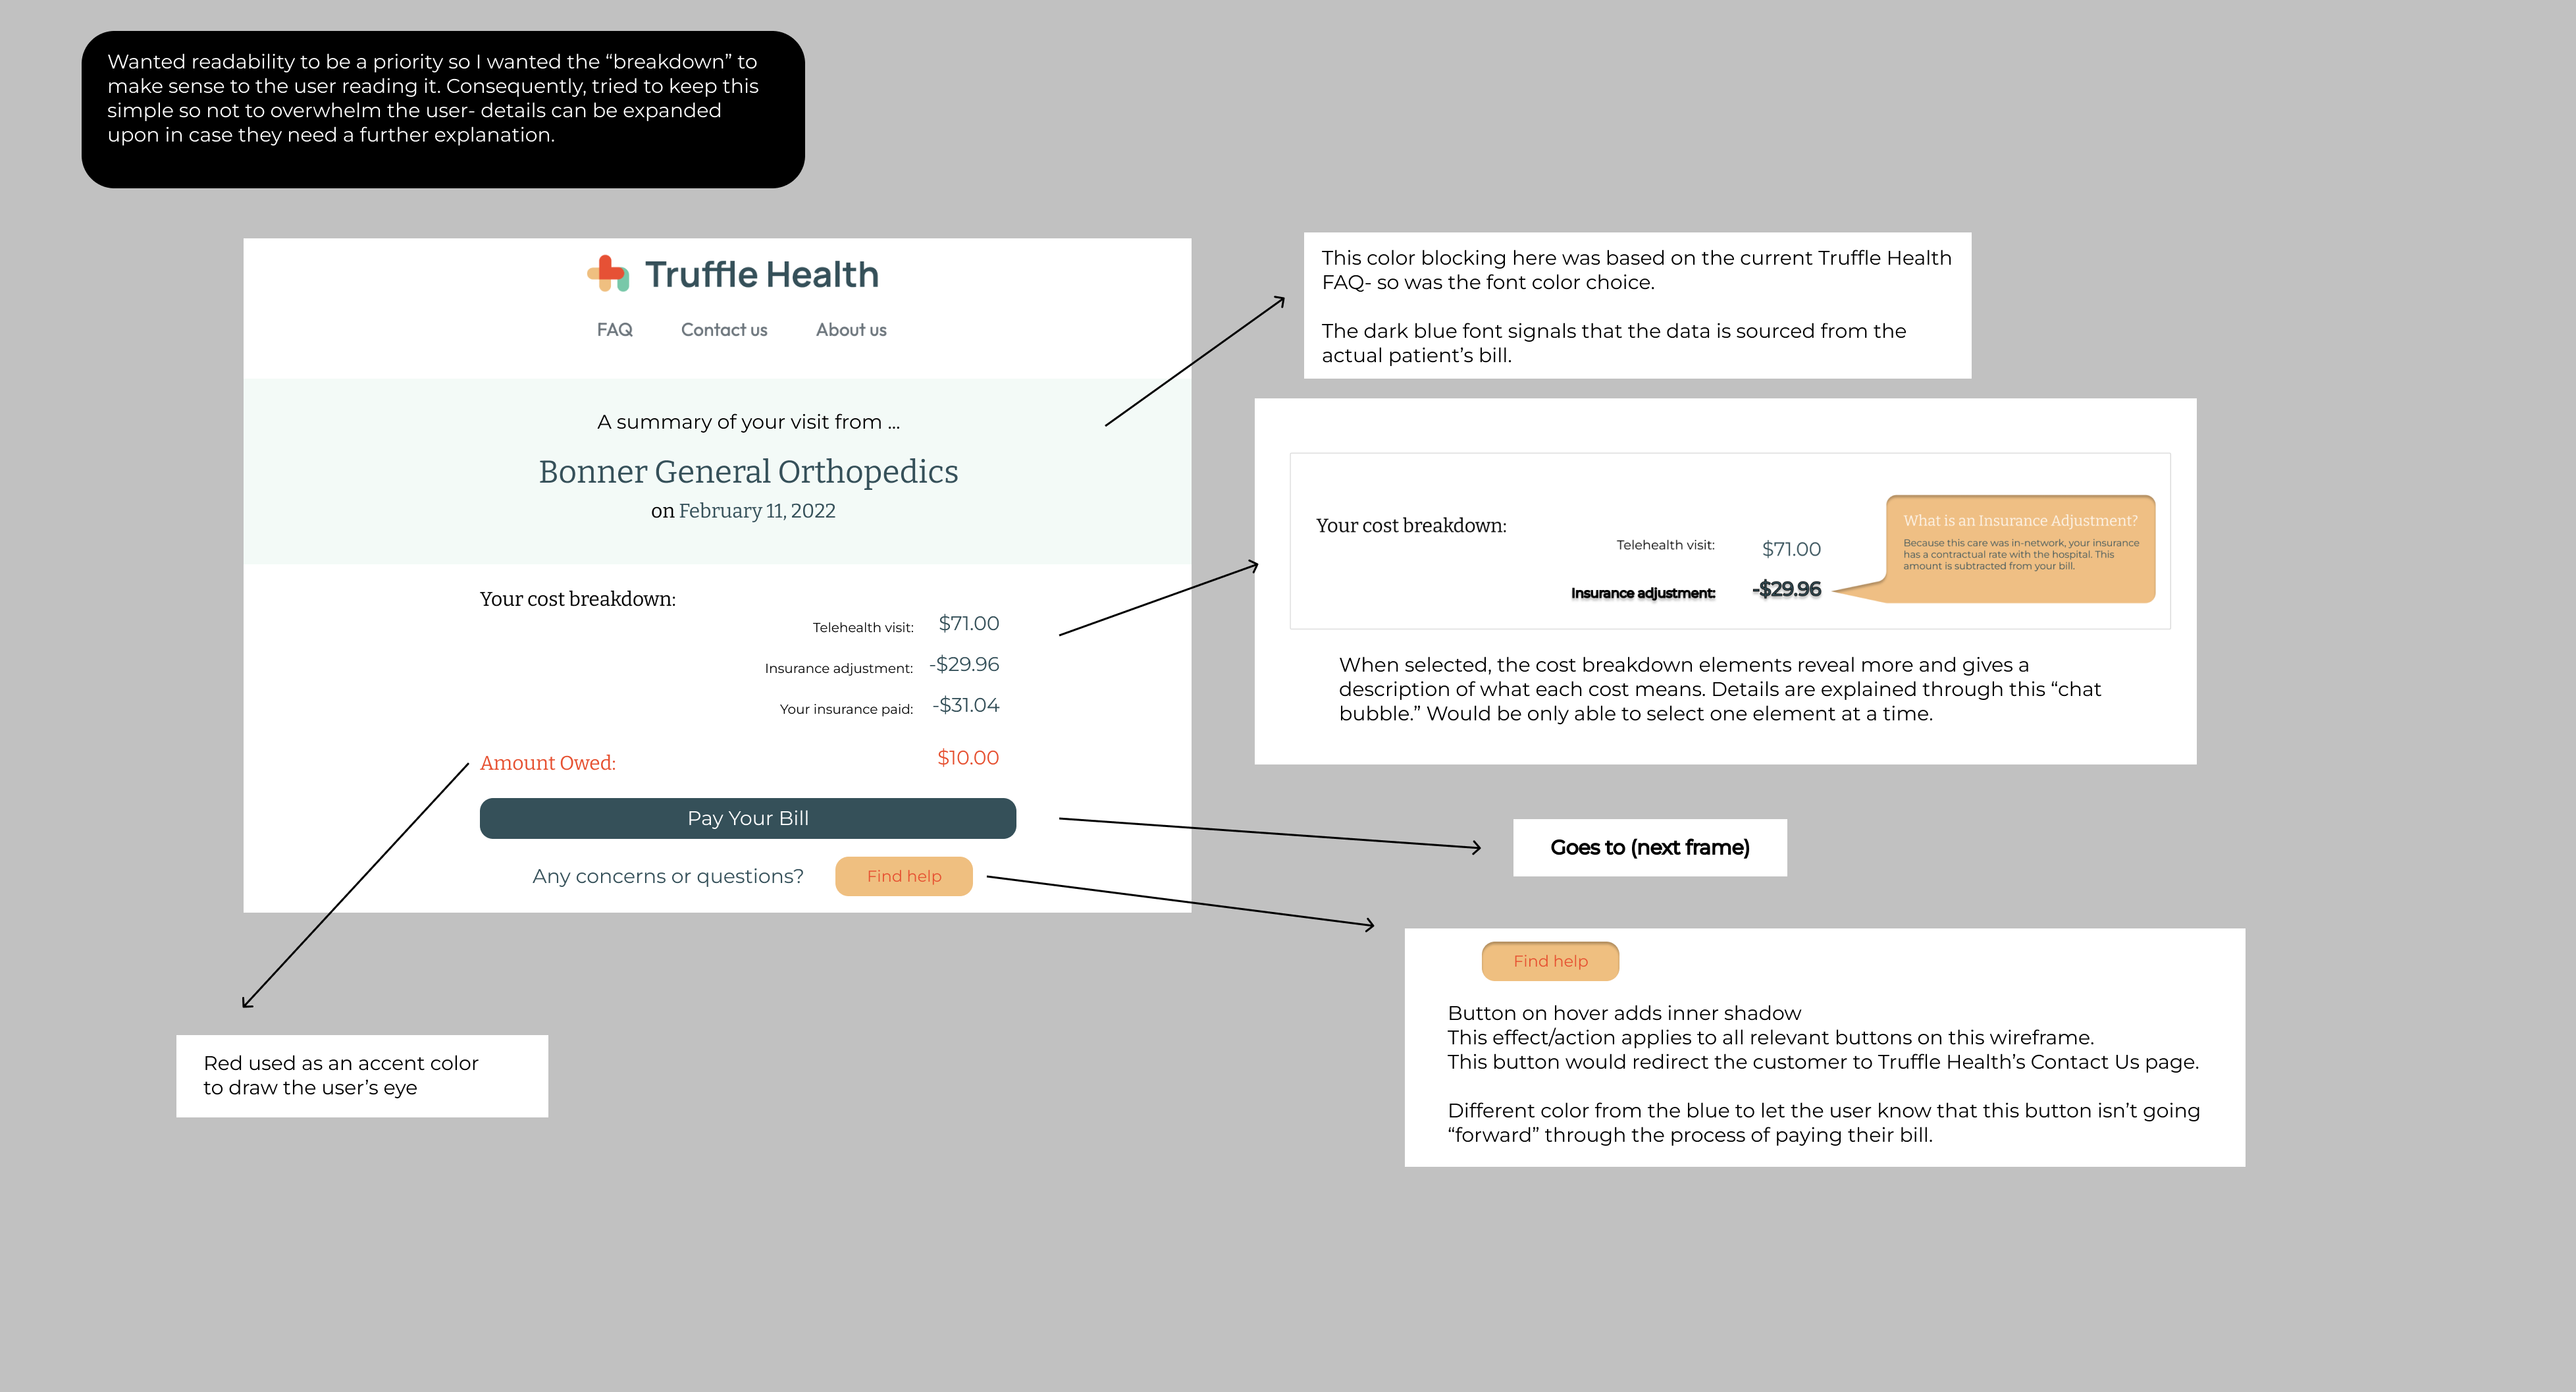 Wanted readability to be a priority so I wanted the “breakdown” to
make sense to the user reading it. Consequently, tried to keep this
simple so not to overwhelm the user- details can be expanded
upon in case they need a further explanation.
Truffle Health
FAQ Contact us About us
A summary of your visit from ...
Bonner General Orthopedics
on February 11, 2022
Your cost breakdown:
Telehealth visit: $71.00
Insurance adjustment: -$29.96
Your insurance paid: -$31.04
Amount Owed: $10.00
Pay Your Bill
Any concerns or questions? Find help
This color blocking here was based on the current Truffle Health
FAQ- so was the font color choice.
The dark blue font signals that the data is sourced from the
actual patient’s bill.
Your cost breakdown:
Telehealth visit: $71.00
Insurance adjustment: -$29.96
What is an Insurance Adjustment?
Because this care was in-network, your insurance
has a contractual rate with the hospital. This
amount is subtracted from your bill.
When selected, the cost breakdown elements reveal more and gives a
description of what each cost means. Details are explained through this “chat
bubble.” Would be only able to select one element at a time.
Goes to (next frame)
Find help
Button on hover adds inner shadow
This effect/action applies to all relevant buttons on this wireframe.
This button would redirect the customer to Truffle Health’s Contact Us page.
Different color from the blue to let the user know that this button isn’t going
“forward” through the process of paying their bill.
Red used as an accent color
to draw the user’s eye